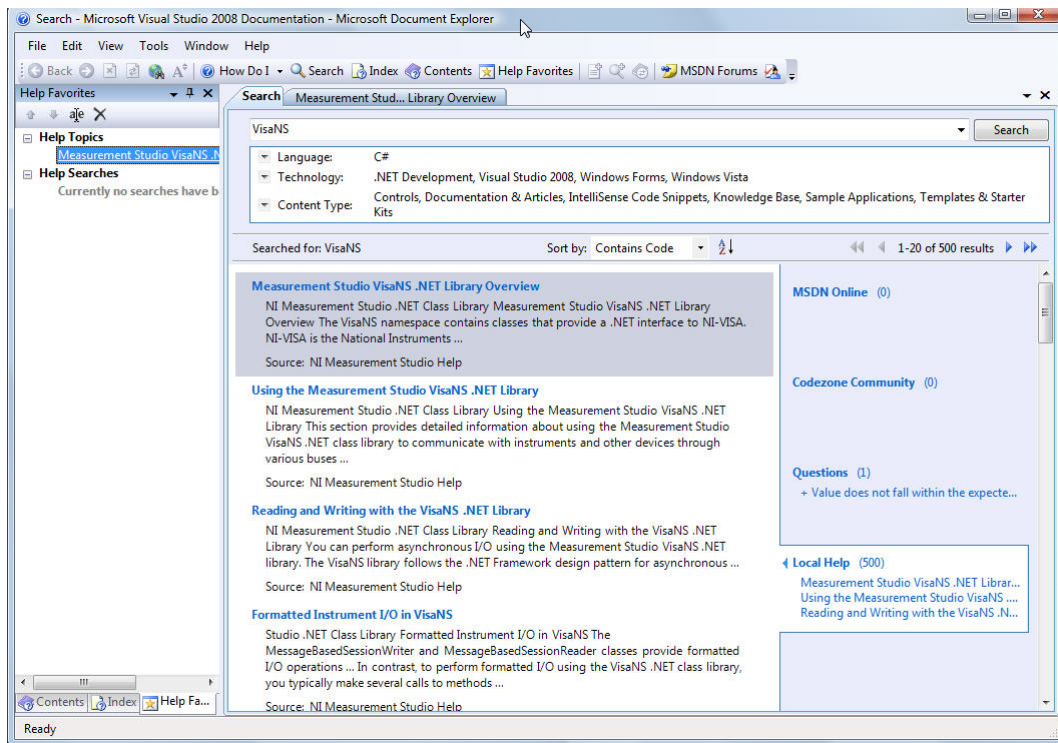 Search - Microsoft Visual Studio 2008 Documentation - Microsoft Document Explorer
File Edit View Tools Window Help
Back How Do I Search Index Contents Help Favorites MSDN Forums
Help Favorites
Help Topics
Measurement Studio VisaNS .N
Help Searches
Currently no searches have b
Contents Index Help Fa...
Search Measurement Stud... Library Overview
VisaNS Search
Language: C#
Technology: .NET Development, Visual Studio 2008, Windows Forms, Windows Vista
Content Type: Controls, Documentation & Articles, IntelliSense Code Snippets, Knowledge Base, Sample Applications, Templates & Starter
Kits
Searched for: VisaNS Sort by: Contains Code 1-20 of 500 results
Measurement Studio VisaNS .NET Library Overview
NI Measurement Studio .NET Class Library Measurement Studio VisaNS .NET Library
Overview The VisaNS namespace contains classes that provide a .NET interface to NI-VISA.
NI-VISA is the National Instruments ...
Source: NI Measurement Studio Help
Using the Measurement Studio VisaNS .NET Library
NI Measurement Studio .NET Class Library Using the Measurement Studio VisaNS .NET
Library This section provides detailed information about using the Measurement Studio
VisaNS .NET class library to communicate with instruments and other devices through
various buses ...
Source: NI Measurement Studio Help
Reading and Writing with the VisaNS .NET Library
NI Measurement Studio .NET Class Library Reading and Writing with the VisaNS .NET
Library You can perform asynchronous I/O using the Measurement Studio VisaNS .NET
library. The VisaNS library follows the .NET Framework design pattern for asynchronous ...
Source: NI Measurement Studio Help
Formatted Instrument I/O in VisaNS
Studio .NET Class Library Formatted Instrument I/O in VisaNS The
MessageBasedSessionWriter and MessageBasedSessionReader classes provide formatted
I/O operations ... In contrast, to perform formatted I/O using the VisaNS .NET class library,
you typically make several calls to methods ...
Source: NI Measurement Studio Help
MSDN Online (0)
Codezone Community (0)
Questions (1)
+ Value does not fall within the expecte...
Local Help (500)
Measurement Studio VisaNS .NET Librar...
Using the Measurement Studio VisaNS ....
Reading and Writing with the VisaNS .N...
Ready